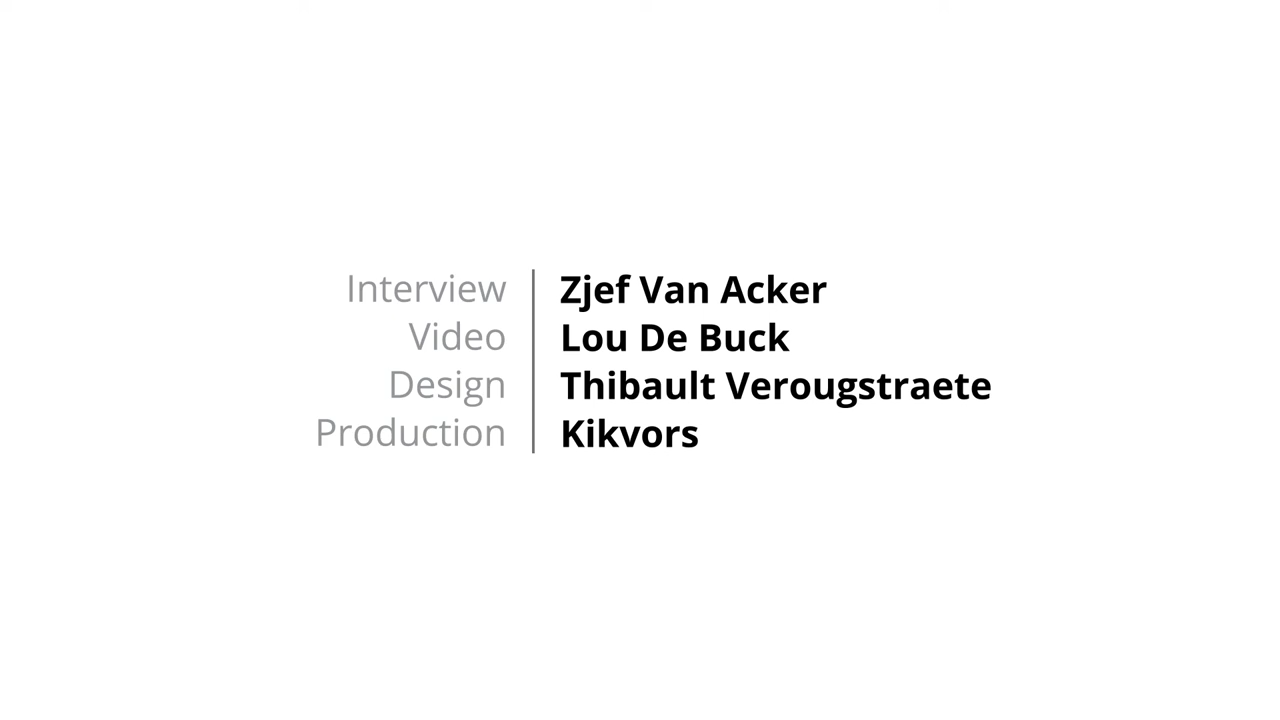 Interview Zjef Van Acker
Video Lou De Buck
Design Thibault Verougstraete
Production Kikvors